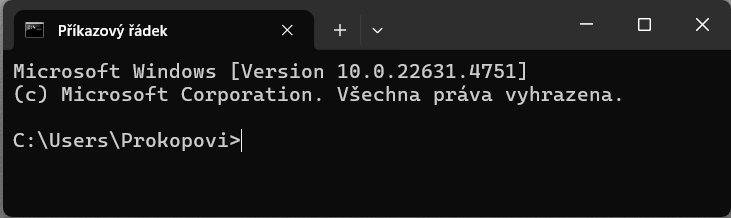 Příkazový řádek
Microsoft Windows [Version 10.0.22631.4751]
(c) Microsoft Corporation. Všechna práva vyhrazena.
C:\Users\Prokopovi>